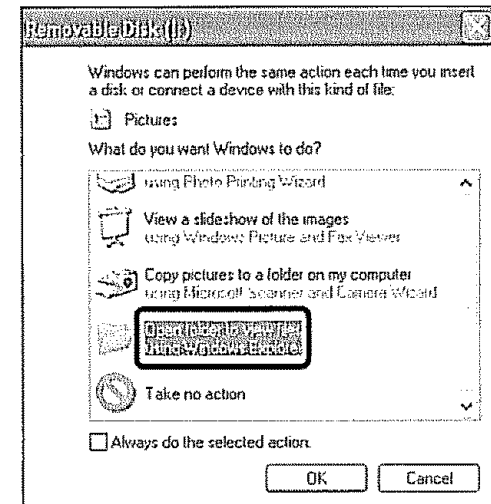 Removable Disk (I:)
Windows can perform the same action each time you insert
a disk or connect a device with this kind of file:
Pictures
What do you want Windows to do?
using Photo Printing Wizard
View a slideshow of the images
using Windows Picture and Fax Viewer
Copy pictures to a folder on my computer
using Microsoft Scanner and Camera Wizard
Open folder to view files
using Windows Explorer
Take no action
Always do the selected action.
OK
Cancel